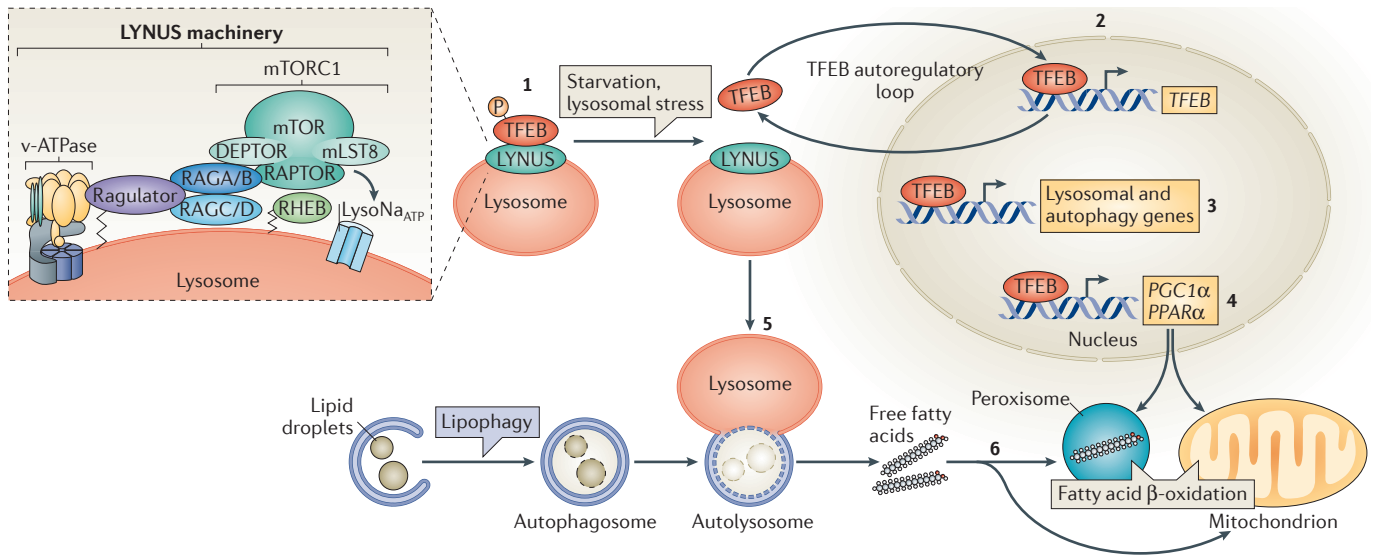 LYNUS machinery
mTORC1
mTOR
DEPTOR
mLST8
v-ATPase
RAGA/B
RAPTOR
Ragulator
RAGC/D
RHEB
LysoNaATP
Lysosome
1
P
TFEB
LYNUS
Lysosome
Starvation,
lysosomal stress
TFEB
LYNUS
Lysosome
TFEB autoregulatory
loop
2
TFEB
TFEB
TFEB
Lysosomal and
autophagy genes
3
TFEB
PGC1α
PPARα
4
Nucleus
5
Lysosome
Lipid
droplets
Lipophagy
Autophagosome
Autolysosome
Free fatty
acids
6
Peroxisome
Fatty acid β-oxidation
Mitochondrion